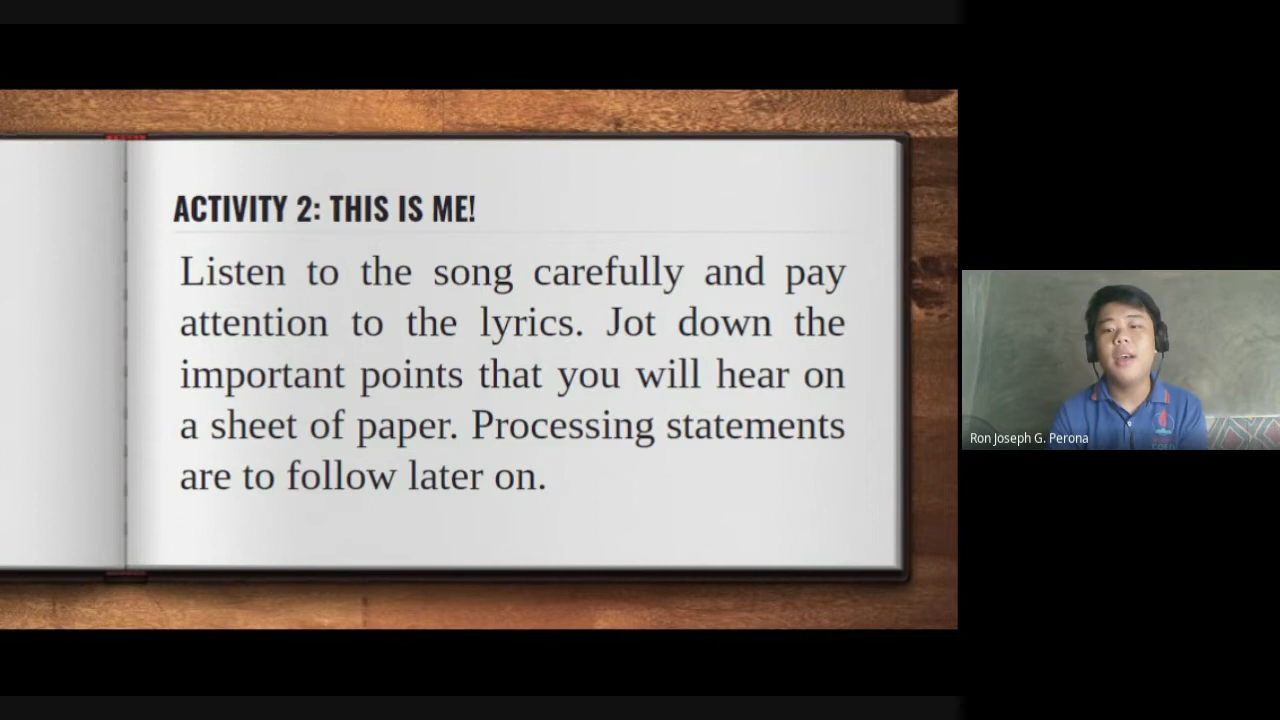 ACTIVITY 2: THIS IS ME!
Listen to the song carefully and pay
attention to the lyrics. Jot down the
important points that you will hear on
a sheet of paper. Processing statements
are to follow later on.
Ron Joseph G. Perona